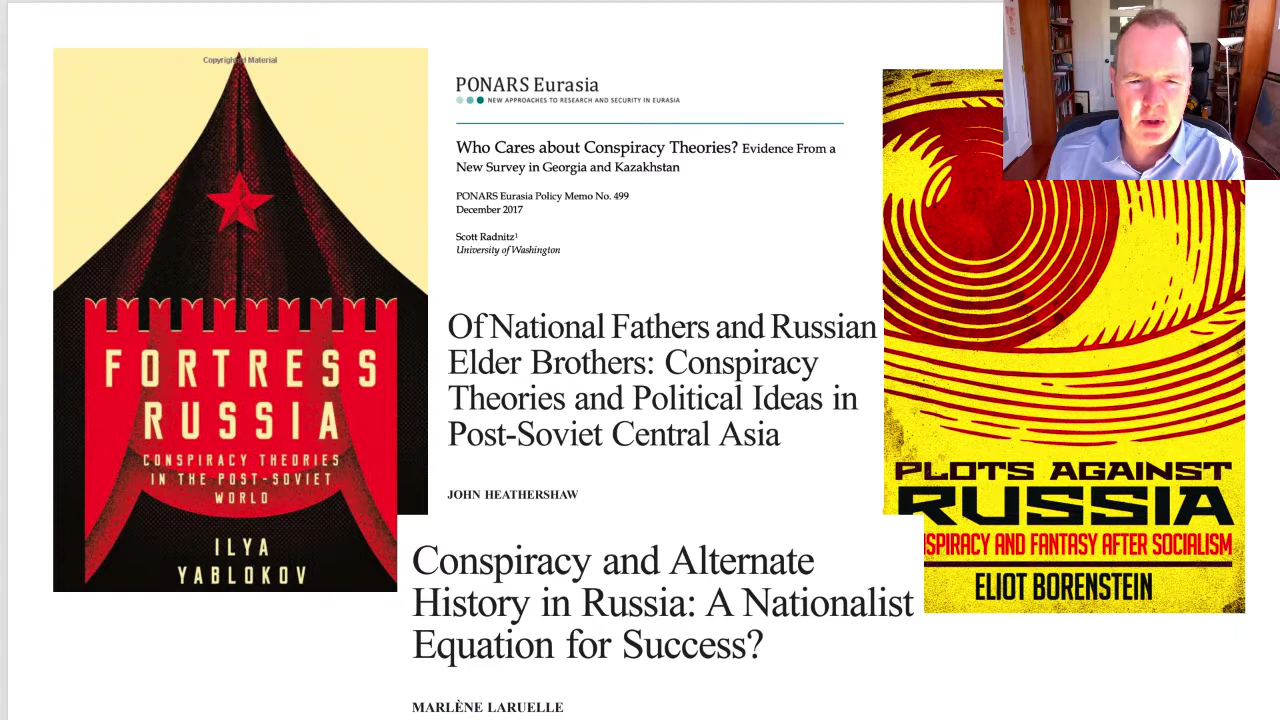 Copyrighted Material
FORTRESS
RUSSIA
CONSPIRACY THEORIES
IN THE POST-SOVIET
WORLD
ILYA
YABLOKOV
PONARS Eurasia
NEW APPROACHES TO RESEARCH AND SECURITY IN EURASIA
Who Cares about Conspiracy Theories? Evidence From a
New Survey in Georgia and Kazakhstan
PONARS Eurasia Policy Memo No. 499
December 2017
Scott Radnitz¹
University of Washington
Of National Fathers and Russian
Elder Brothers: Conspiracy
Theories and Political Ideas in
Post-Soviet Central Asia
JOHN HEATHERSHAW
Conspiracy and Alternate
History in Russia: A Nationalist
Equation for Success?
MARLÈNE LARUELLE
PLOTS AGAINST
RUSSIA
NSPIRACY AND FANTASY AFTER SOCIALISM
ELIOT BORENSTEIN